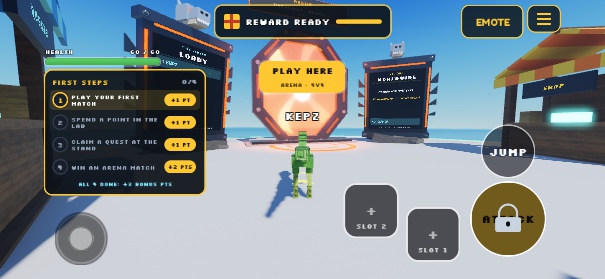 REWARD READY
EMOTE
LOBBY
HEALTH
60 / 60
FIRST STEPS
0/4
1
PLAY YOUR FIRST
MATCH
+1 PT
2
SPEND A POINT IN THE
LAB
+1 PT
3
CLAIM A QUEST AT THE
STAND
+1 PT
4
WIN AN ARENA MATCH
+2 PTS
ALL 4 DONE: +3 BONUS PTS
PLAY HERE
ARENA · 4V4
KEPZ
SHOP
JUMP
ATTACK
+
SLOT 2
+
SLOT 1